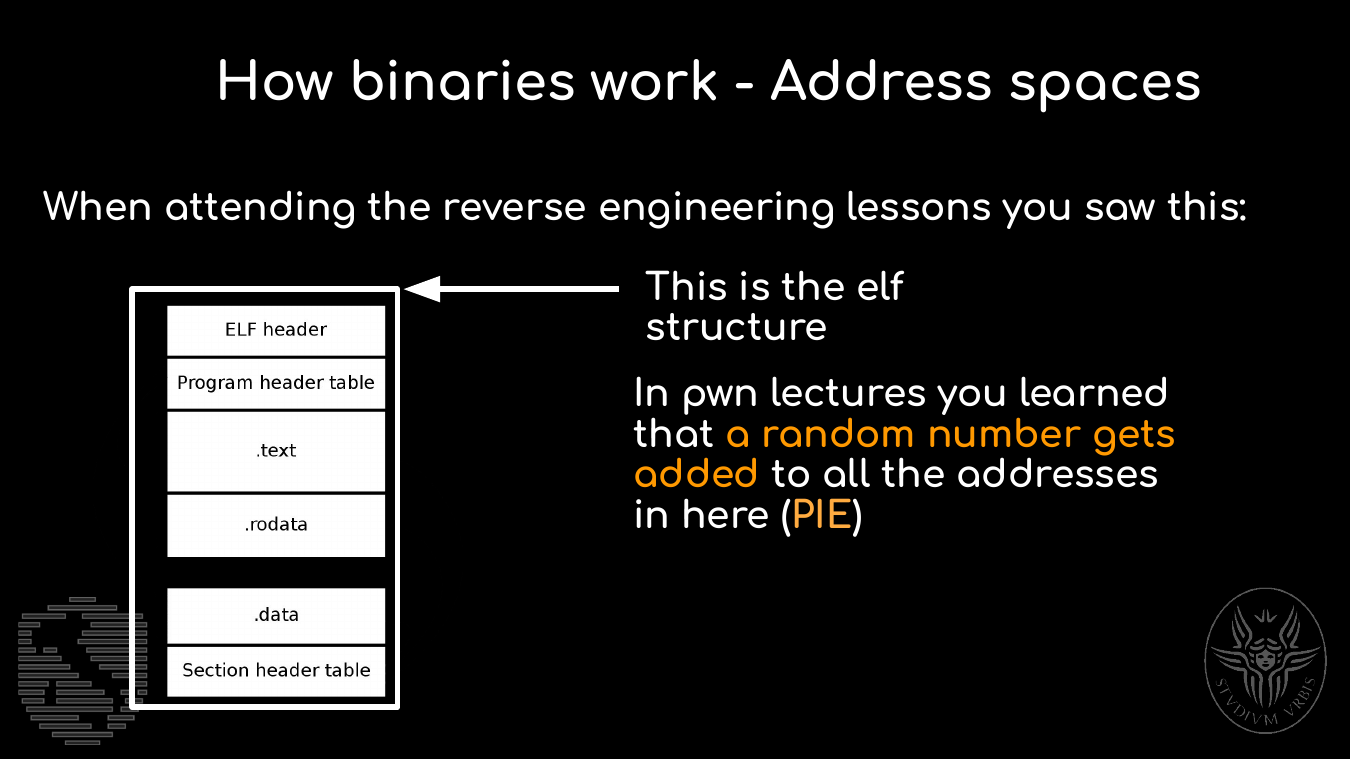 How binaries work - Address spaces
When attending the reverse engineering lessons you saw this:
This is the elf
structure
ELF header
Program header table
.text
.rodata
.data
Section header table
In pwn lectures you learned
that a random number gets
added to all the addresses
in here (PIE)
STVDIVM VRBIS